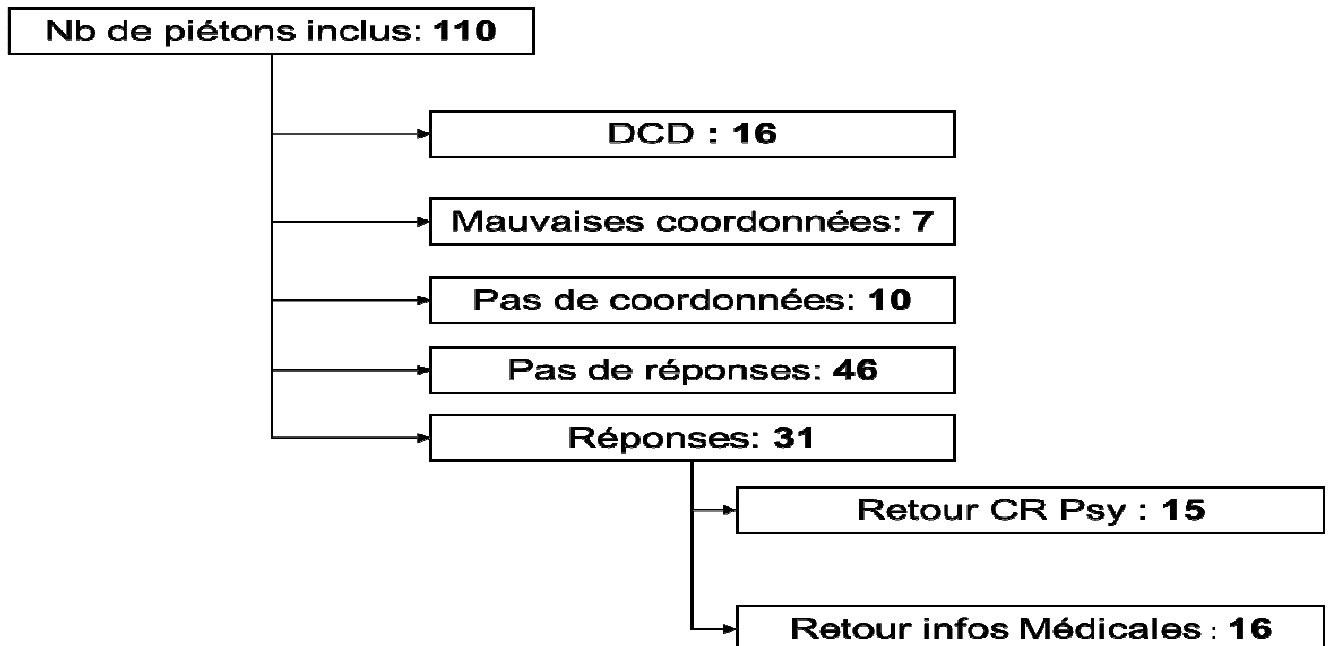 Nb de piétons inclus: 110
DCD : 16
Mauvaises coordonnées: 7
Pas de coordonnées: 10
Pas de réponses: 46
Réponses: 31
Retour CR Psy : 15
Retour infos Médicales : 16